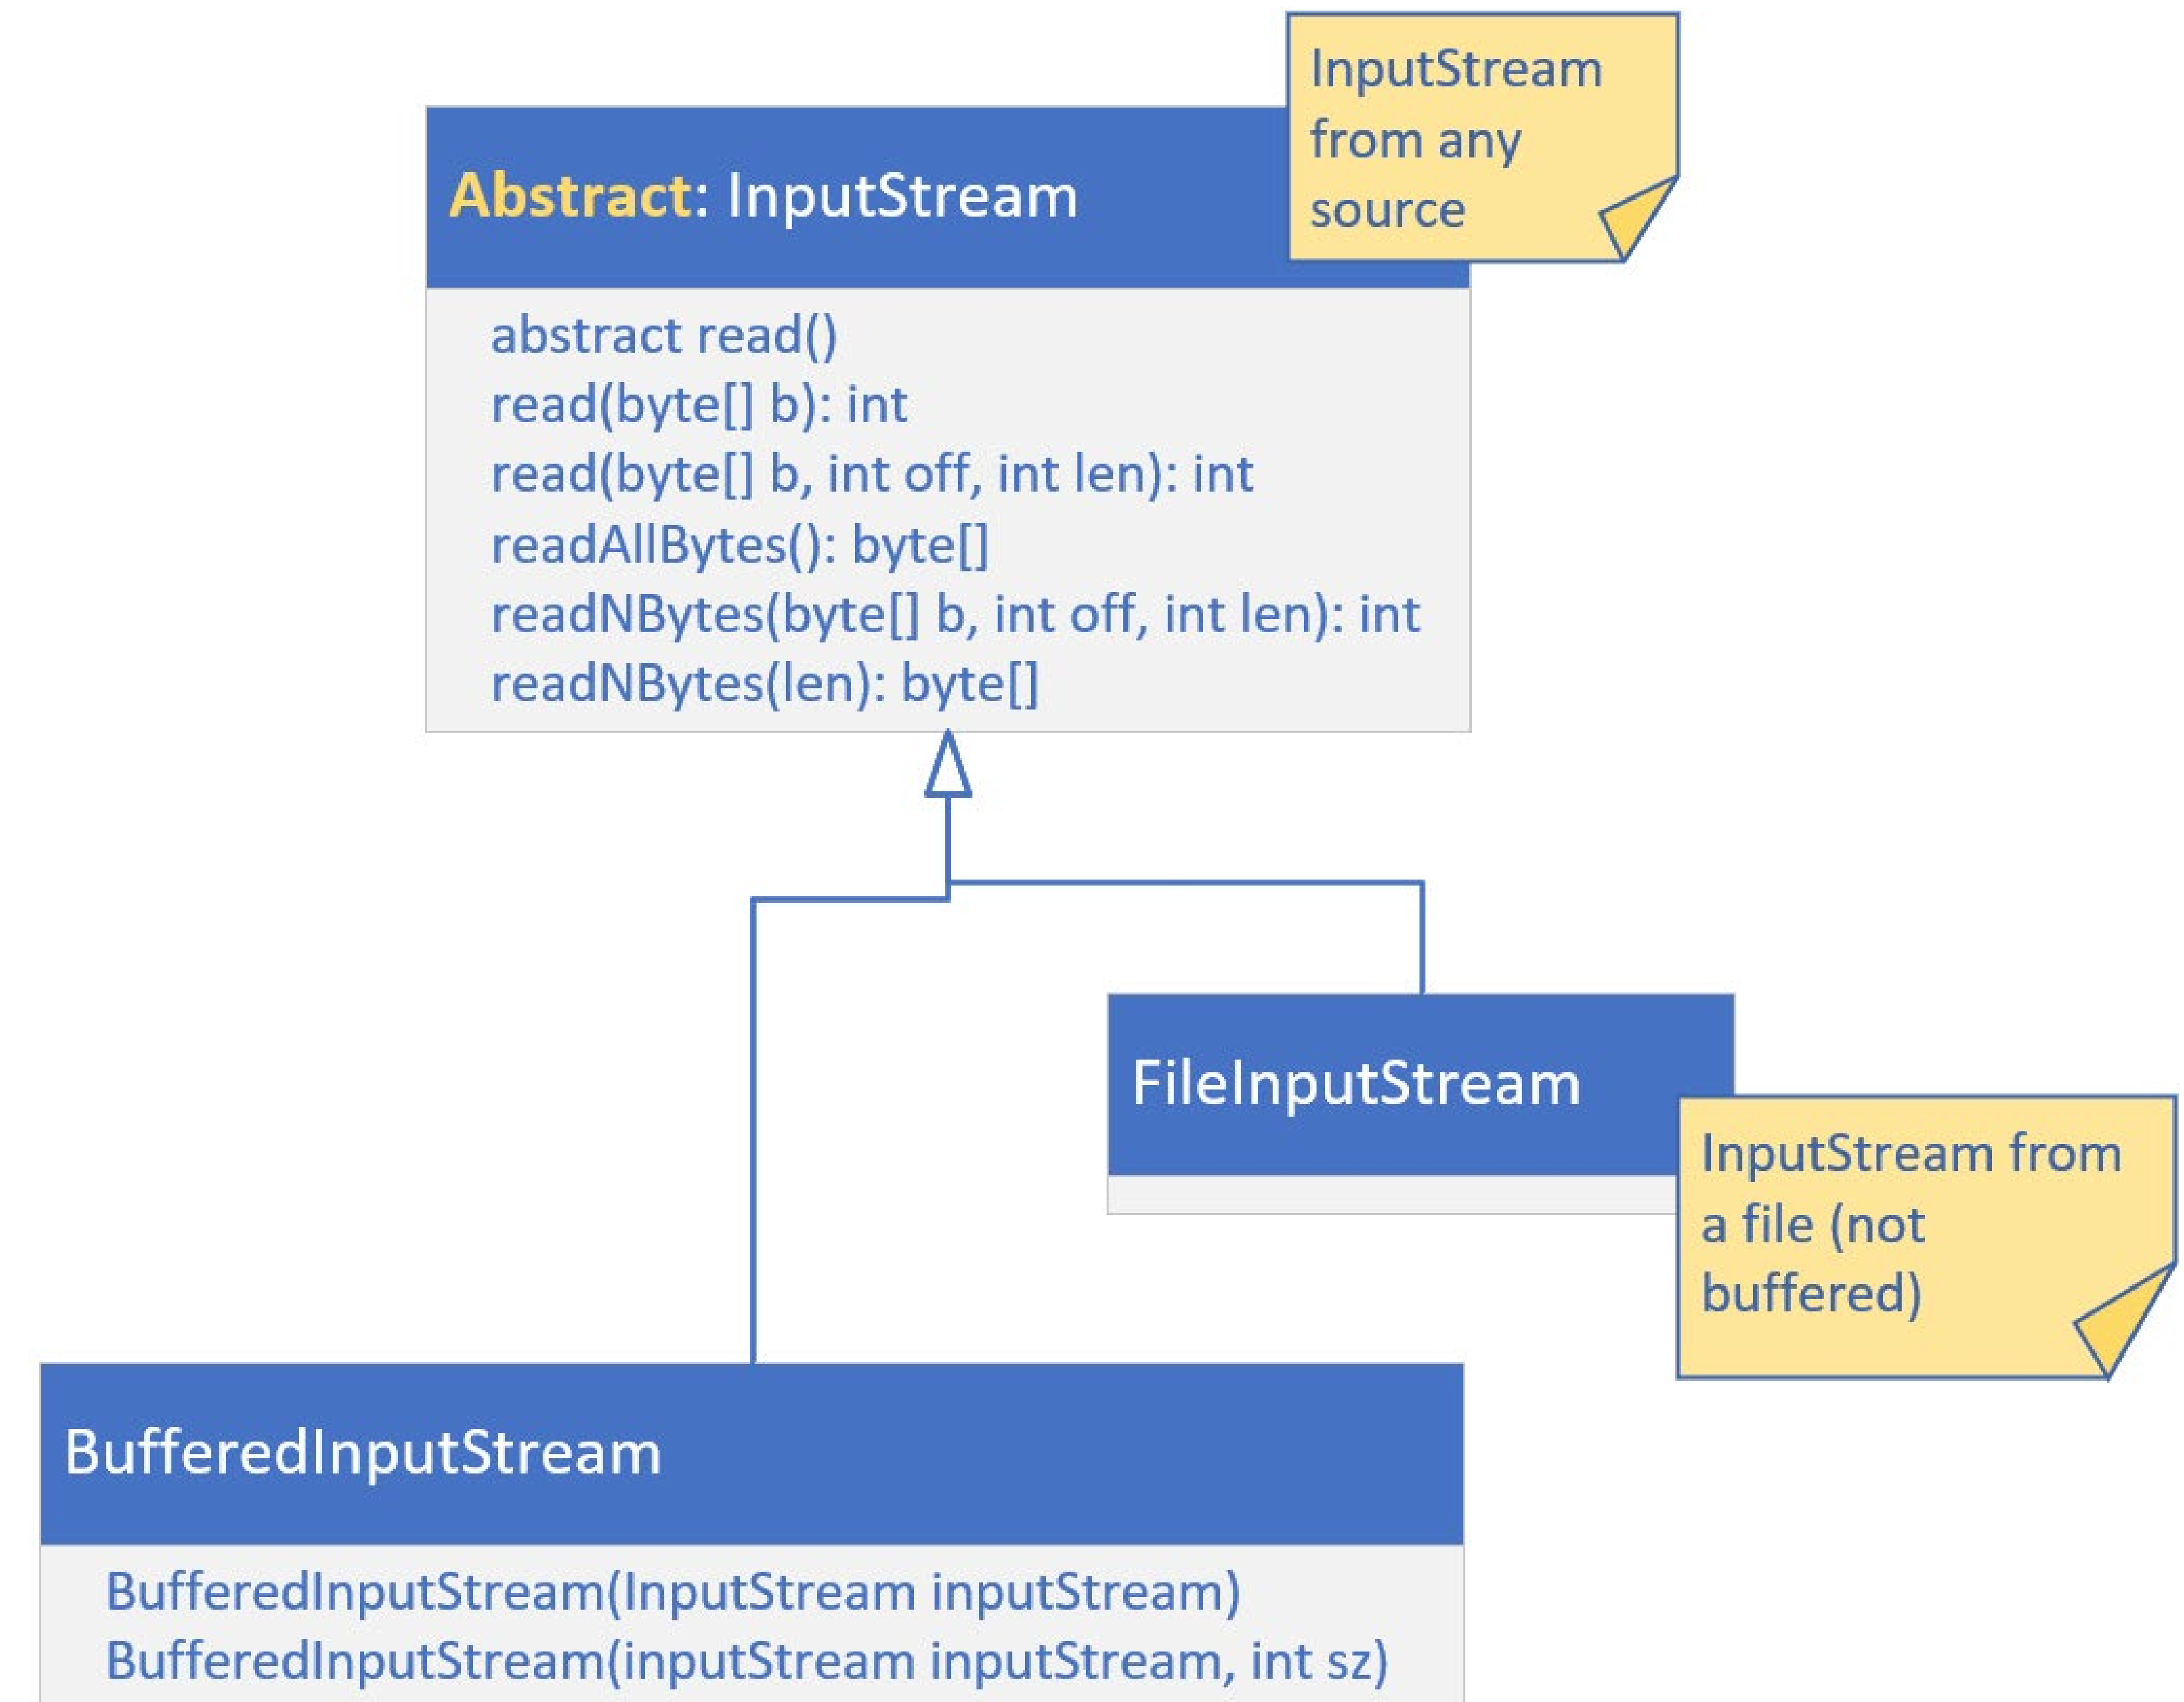 InputStream
from any
source
Abstract: InputStream
abstract read()
read(byte[] b): int
read(byte[] b, int off, int len): int
readAllBytes(): byte[]
readNBytes(byte[] b, int off, int len): int
readNBytes(len): byte[]
FileInputStream
InputStream from
a file (not
buffered)
BufferedInputStream
BufferedInputStream(InputStream inputStream)
BufferedInputStream(inputStream inputStream, int sz)